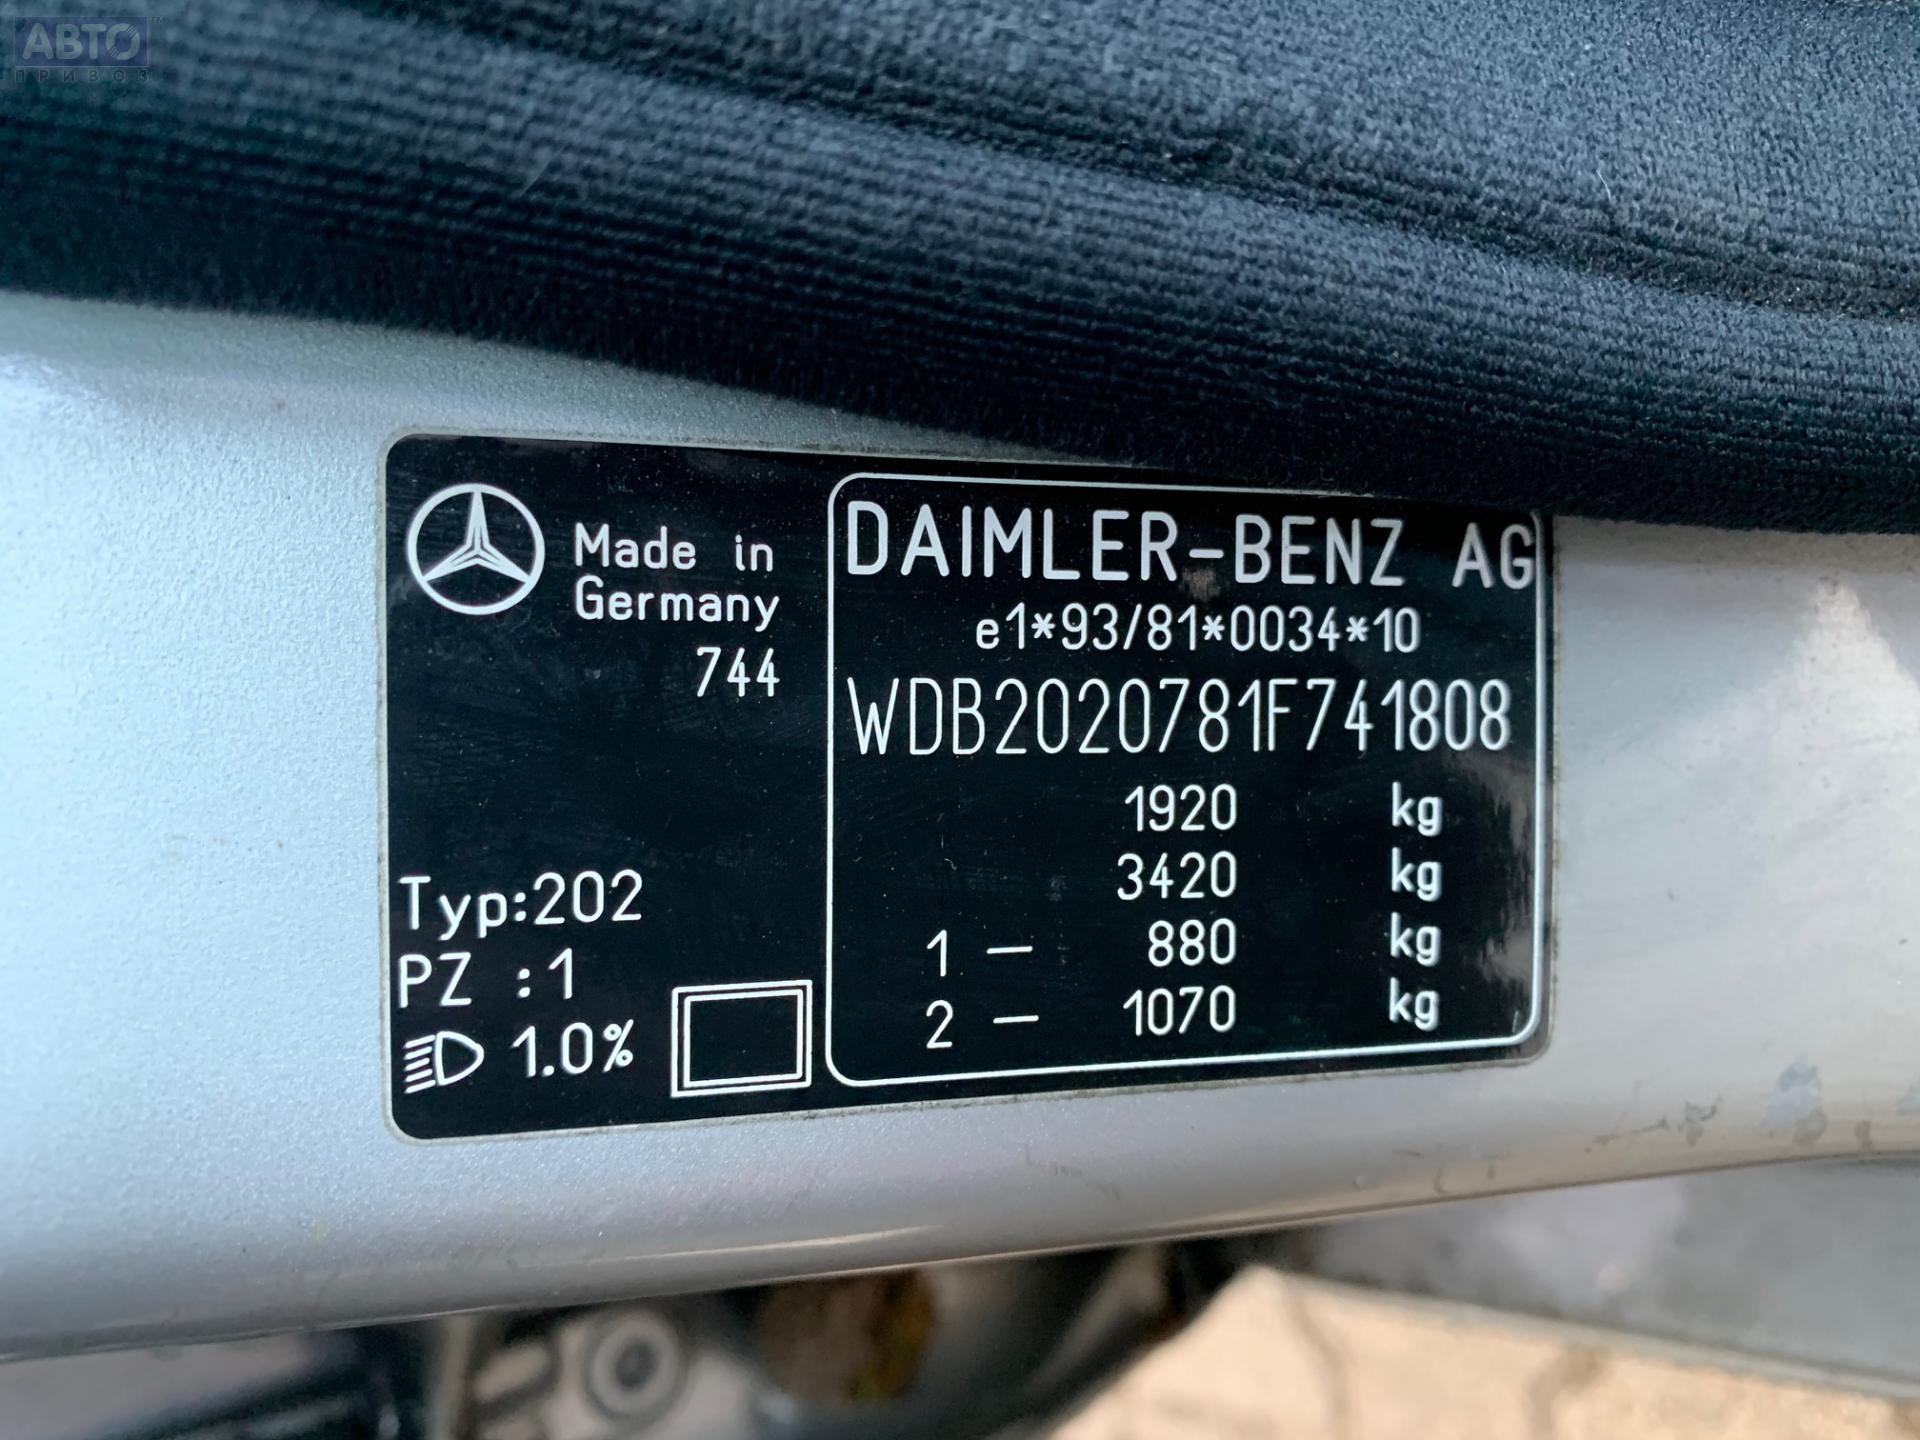 АВТО
ПРИВОЗ
Made in
Germany
744
DAIMLER-BENZ AG
e1*93/81*0034*10
WDB2020781F741808
1920 kg
3420 kg
1 — 880 kg
2 — 1070 kg
Typ:202
PZ :1
1.0%